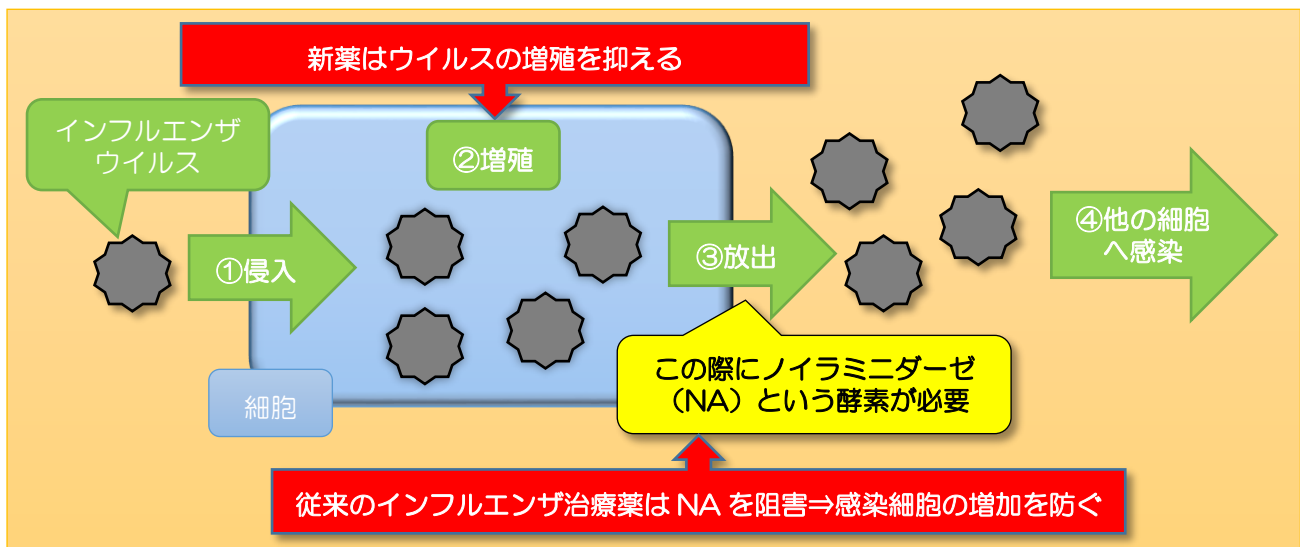 新薬はウイルスの増殖を抑える
インフルエンザ
ウイルス
②増殖
①侵入
③放出
④他の細胞
へ感染
この際にノイラミニダーゼ
（NA）という酵素が必要
細胞
従来のインフルエンザ治療薬は NA を阻害⇒感染細胞の増加を防ぐ